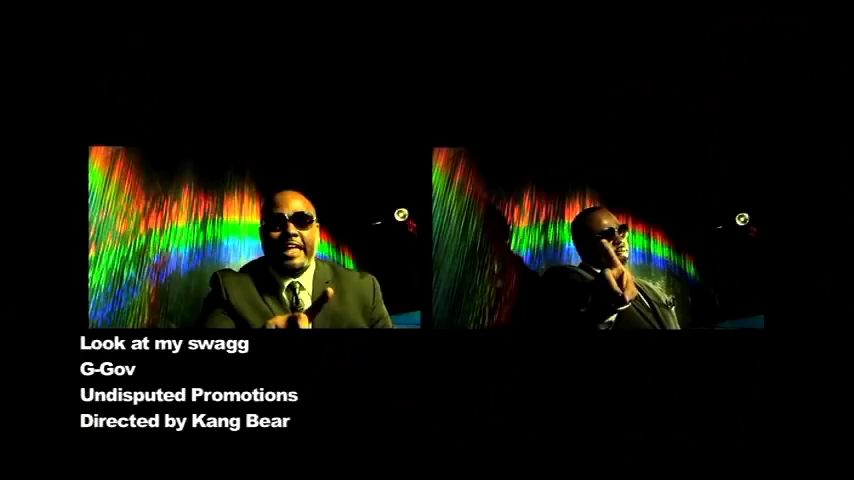 Look at my swagg
G-Gov
Undisputed Promotions
Directed by Kang Bear